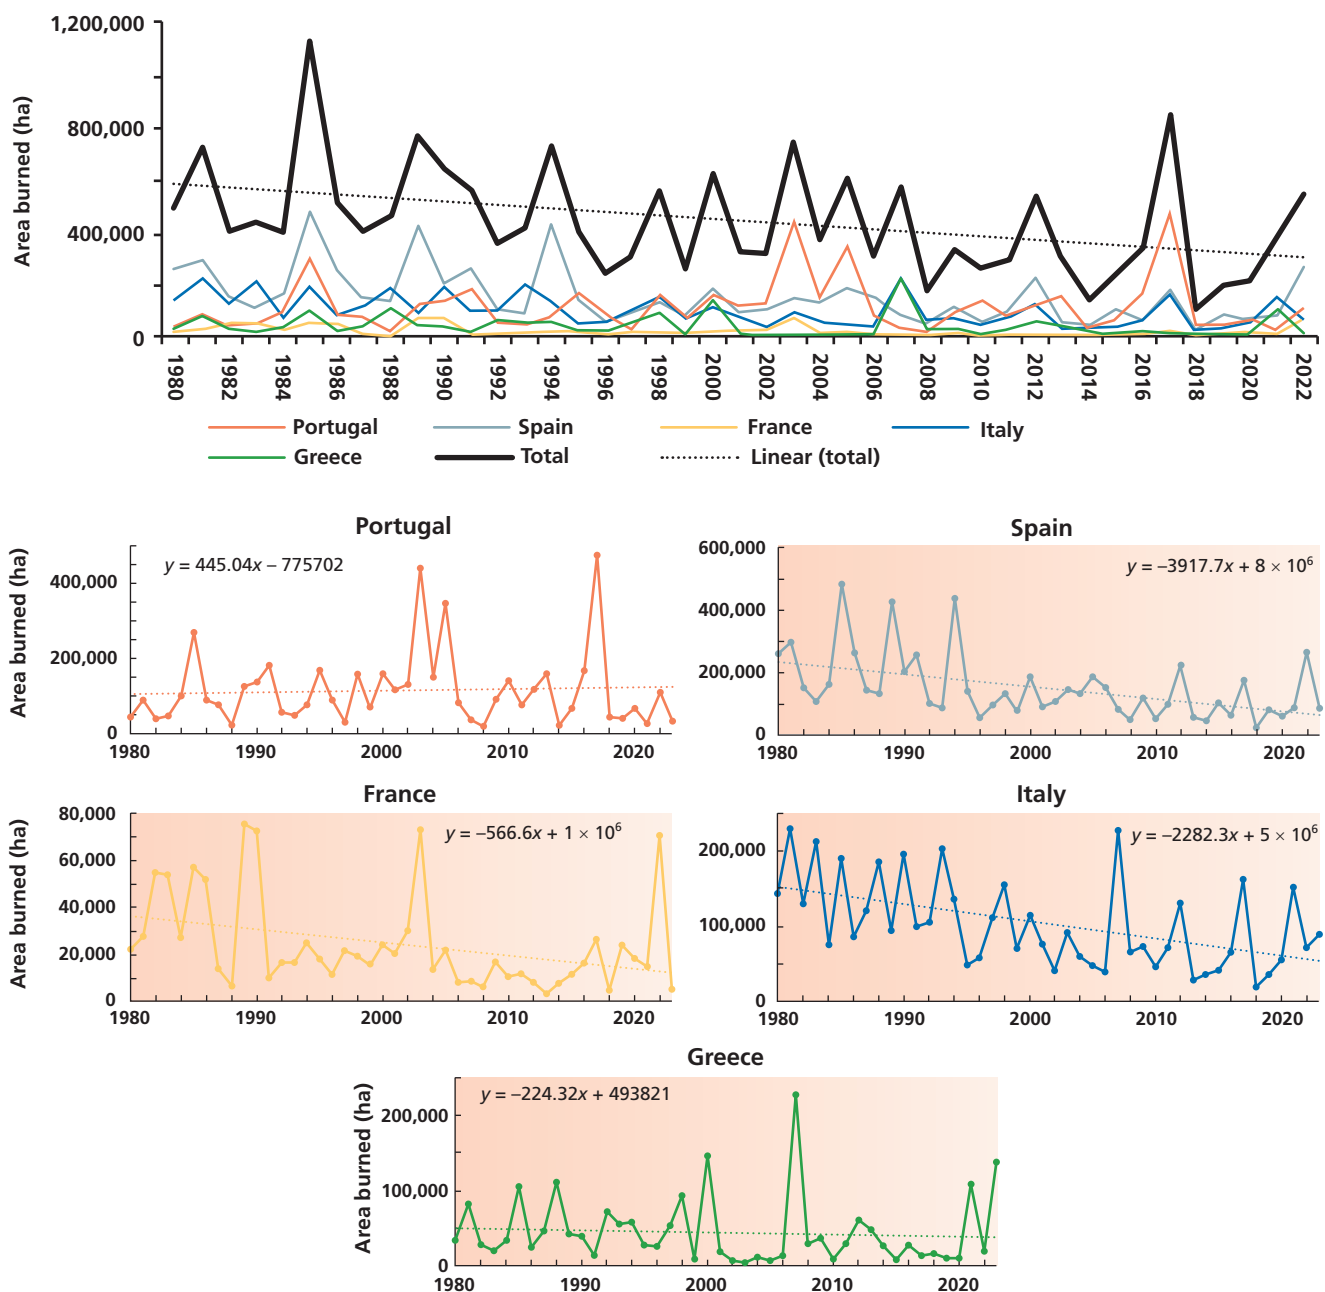 1,200,000
800,000
400,000
0
Area burned (ha)
1980 1982 1984 1986 1988 1990 1992 1994 1996 1998 2000 2002 2004 2006 2008 2010 2012 2014 2016 2018 2020 2022
Portugal Spain France Italy
Greece Total Linear (total)
Portugal
y = 445.04x – 775702
Area burned (ha)
400,000
200,000
0
1980 1990 2000 2010 2020
Spain
y = –3917.7x + 8 × 10⁶
600,000
400,000
200,000
0
1980 1990 2000 2010 2020
France
y = –566.6x + 1 × 10⁶
Area burned (ha)
80,000
60,000
40,000
20,000
0
1980 1990 2000 2010 2020
Italy
y = –2282.3x + 5 × 10⁶
200,000
100,000
0
1980 1990 2000 2010 2020
Greece
y = –224.32x + 493821
Area burned (ha)
200,000
100,000
0
1980 1990 2000 2010 2020